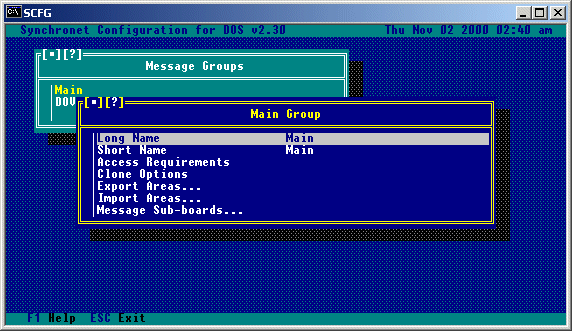 SCFG
Synchronet Configuration for DOS v2.30 Thu Nov 02 2000 02:40 am
[■][?]
Message Groups
Main
DOV
[■][?]
Main Group
Long Name Main
Short Name Main
Access Requirements
Clone Options
Export Areas...
Import Areas...
Message Sub-boards...
F1 Help ESC Exit